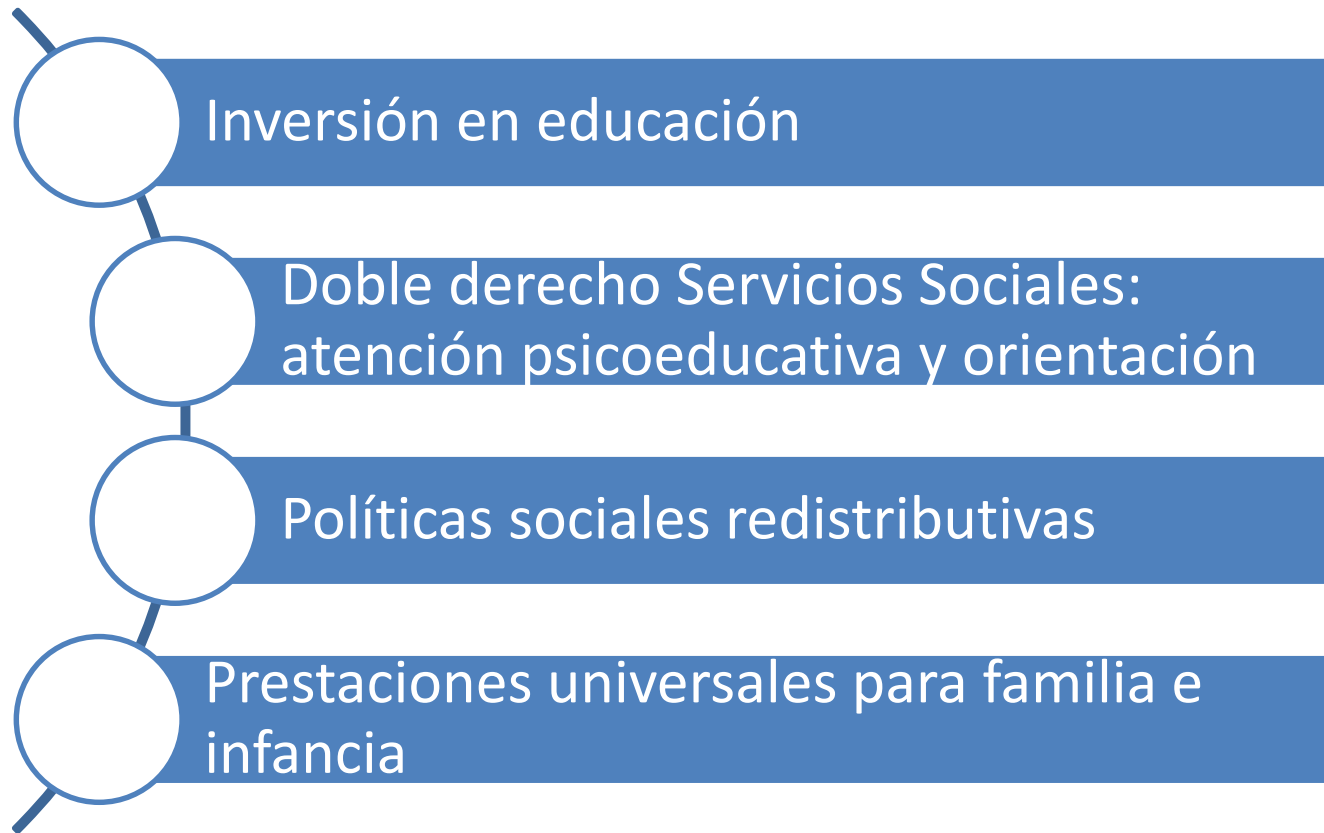 Inversión en educación
Doble derecho Servicios Sociales:
atención psicoeducativa y orientación
Políticas sociales redistributivas
Prestaciones universales para familia e
infancia